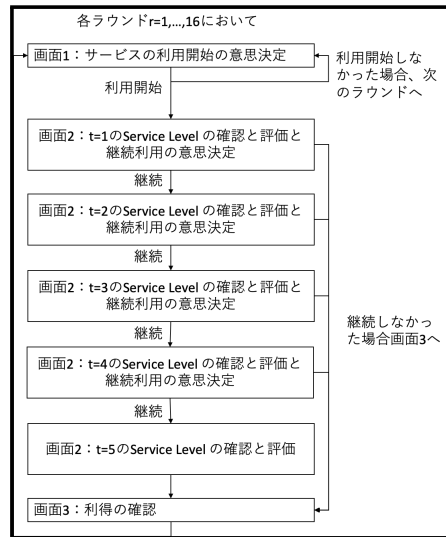 各ラウンドr=1,...,16において
画面1：サービスの利用開始の意思決定
利用開始しな
かった場合、次
のラウンドへ
利用開始
画面2：t=1のService Level の確認と評価と
継続利用の意思決定
継続
画面2：t=2のService Level の確認と評価と
継続利用の意思決定
継続
画面2：t=3のService Level の確認と評価と
継続利用の意思決定
継続しなかっ
た場合画面3へ
継続
画面2：t=4のService Level の確認と評価と
継続利用の意思決定
継続
画面2：t=5のService Level の確認と評価
画面3：利得の確認